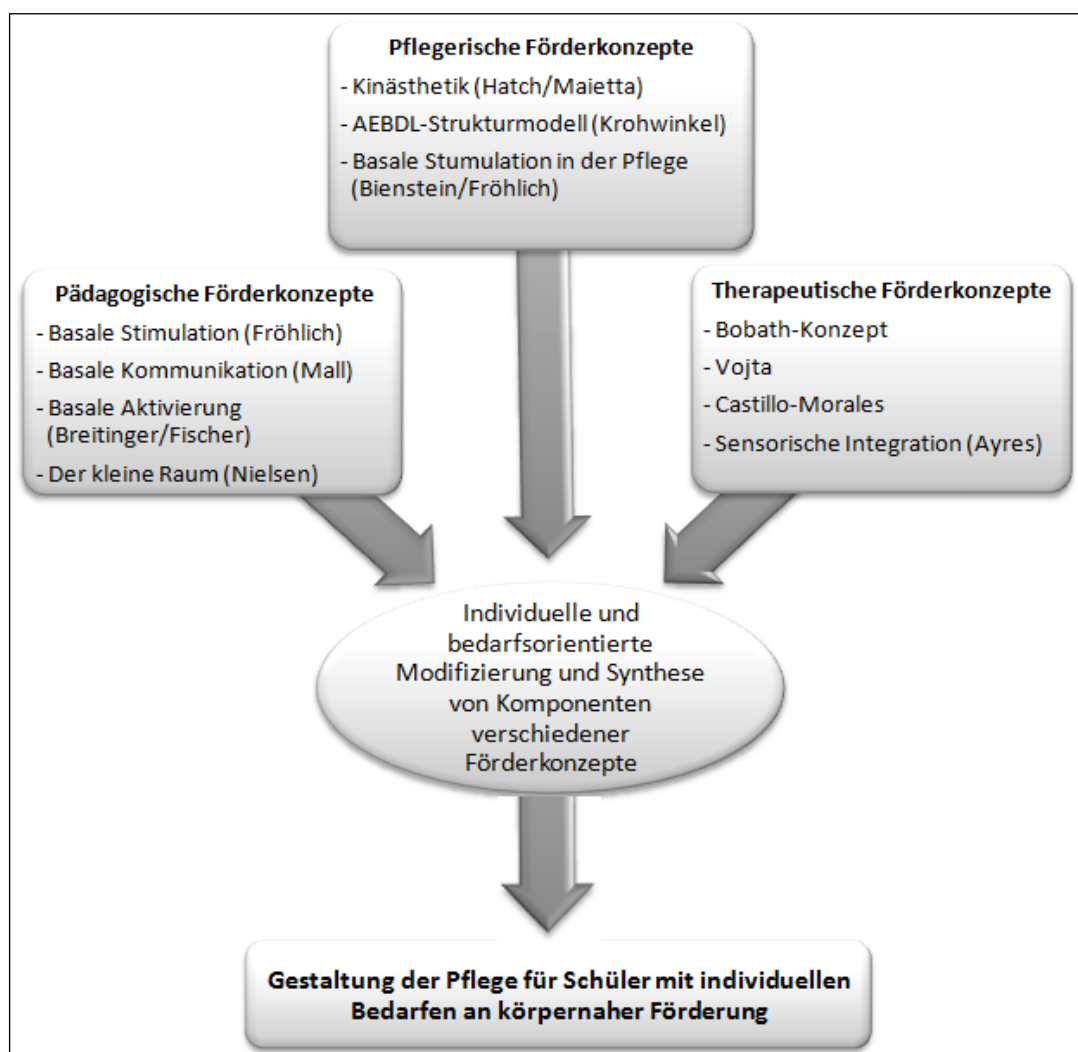 Pflegerische Förderkonzepte
- Kinästhetik (Hatch/Maietta)
- AEBDL-Strukturmodell (Krohwinkel)
- Basale Stumulation in der Pflege
(Bienstein/Fröhlich)
Pädagogische Förderkonzepte
- Basale Stimulation (Fröhlich)
- Basale Kommunikation (Mall)
- Basale Aktivierung
(Breitinger/Fischer)
- Der kleine Raum (Nielsen)
Therapeutische Förderkonzepte
- Bobath-Konzept
- Vojta
- Castillo-Morales
- Sensorische Integration (Ayres)
Individuelle und
bedarfsorientierte
Modifizierung und Synthese
von Komponenten
verschiedener
Förderkonzepte
Gestaltung der Pflege für Schüler mit individuellen
Bedarfen an körpernaher Förderung